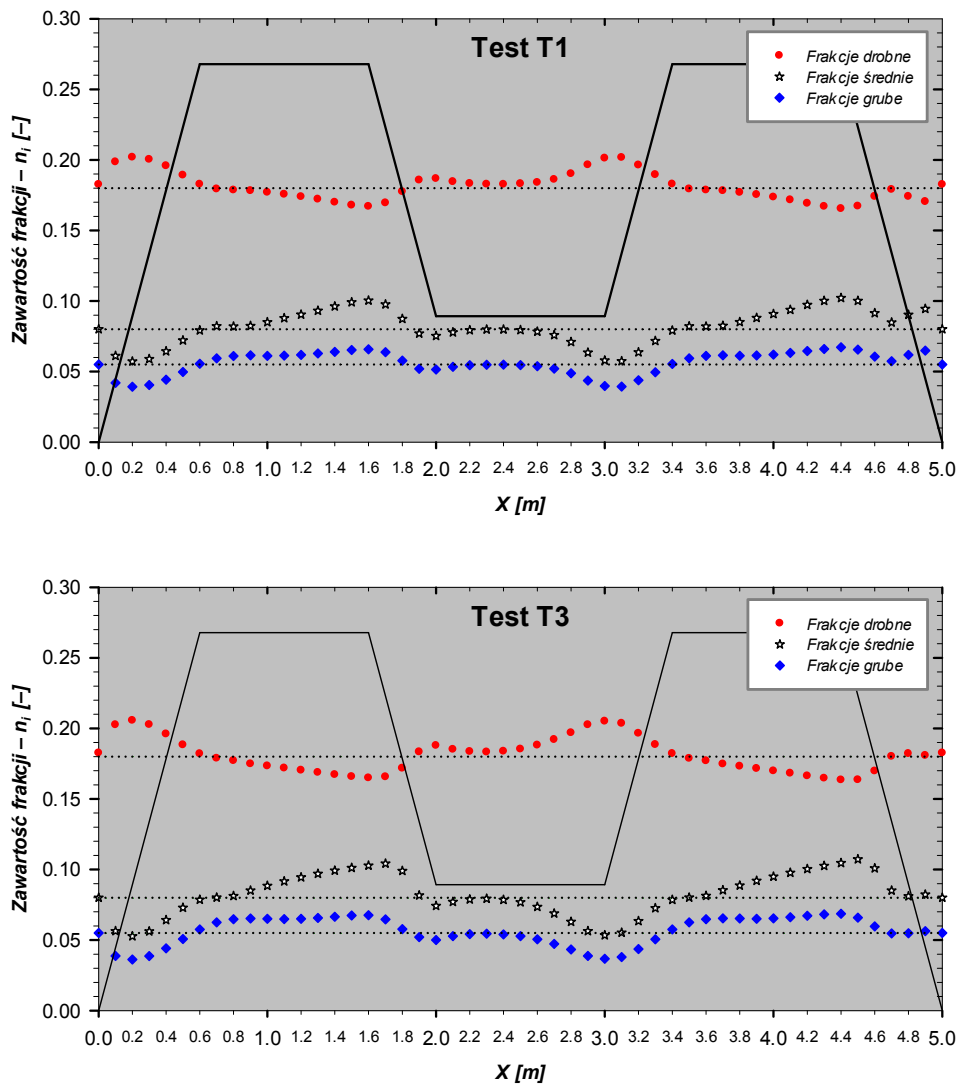 Test T1
Frakcje drobne
Frakcje średnie
Frakcje grube
Zawartość frakcji – nᵢ [–]
0.30
0.25
0.20
0.15
0.10
0.05
0.00
0.0 0.2 0.4 0.6 0.8 1.0 1.2 1.4 1.6 1.8 2.0 2.2 2.4 2.6 2.8 3.0 3.2 3.4 3.6 3.8 4.0 4.2 4.4 4.6 4.8 5.0
X [m]
Test T3
Frakcje drobne
Frakcje średnie
Frakcje grube
Zawartość frakcji – nᵢ [–]
0.30
0.25
0.20
0.15
0.10
0.05
0.00
0.0 0.2 0.4 0.6 0.8 1.0 1.2 1.4 1.6 1.8 2.0 2.2 2.4 2.6 2.8 3.0 3.2 3.4 3.6 3.8 4.0 4.2 4.4 4.6 4.8 5.0
X [m]